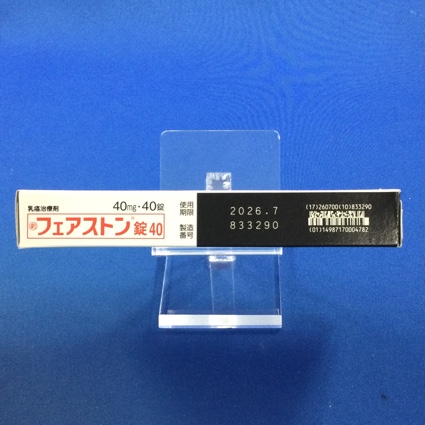 乳癌治療剤
40mg・40錠
劇 フェアストン®錠40
使用
期限
2026.7
製造
番号
833290
(17)260700(10)833290
(01)14987170004782